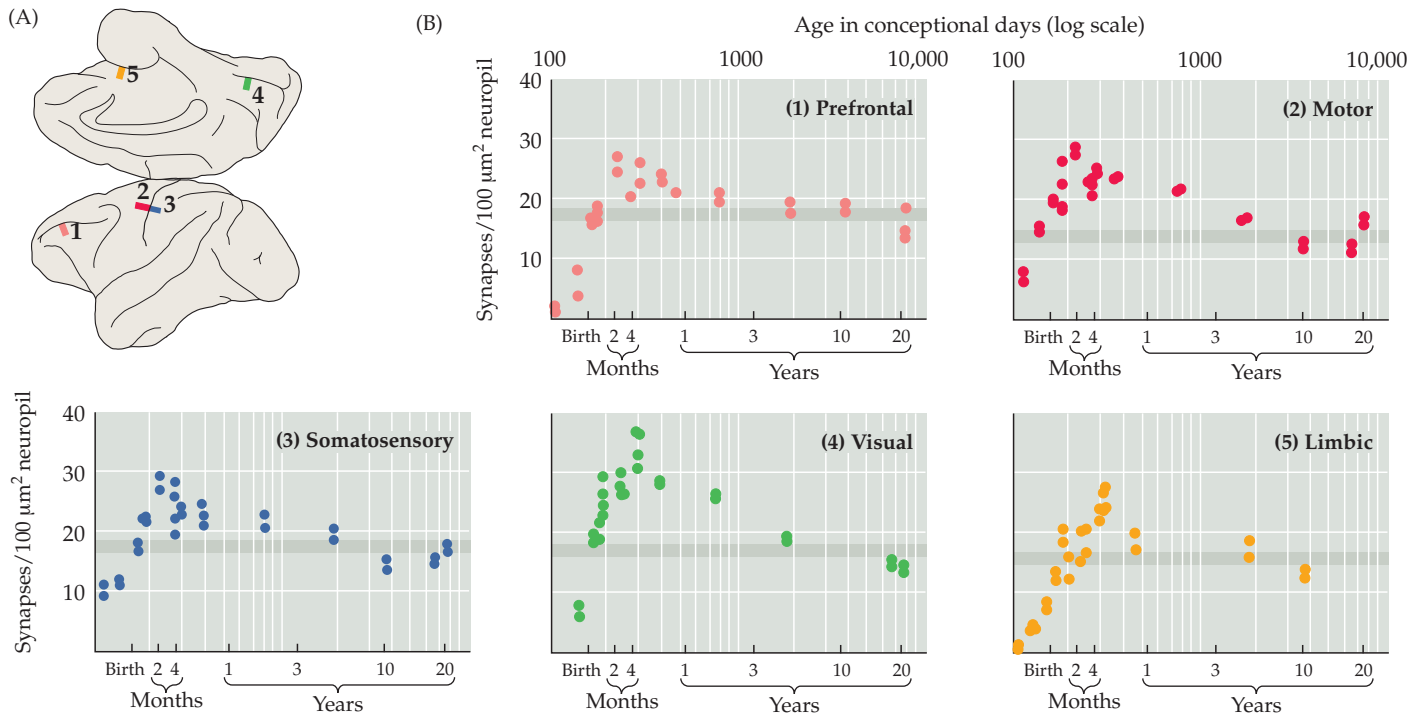 (A)
5
4
2
3
1
(B)
Age in conceptional days (log scale)
100 1000 10,000
100 1000 10,000
Synapses/100 µm² neuropil
40
30
20
10
(1) Prefrontal
Birth 2 4 1 3 10 20
Months Years
(2) Motor
Birth 2 4 1 3 10 20
Months Years
Synapses/100 µm² neuropil
40
30
20
10
(3) Somatosensory
Birth 2 4 1 3 10 20
Months Years
(4) Visual
Birth 2 4 1 3 10 20
Months Years
(5) Limbic
Birth 2 4 1 3 10 20
Months Years